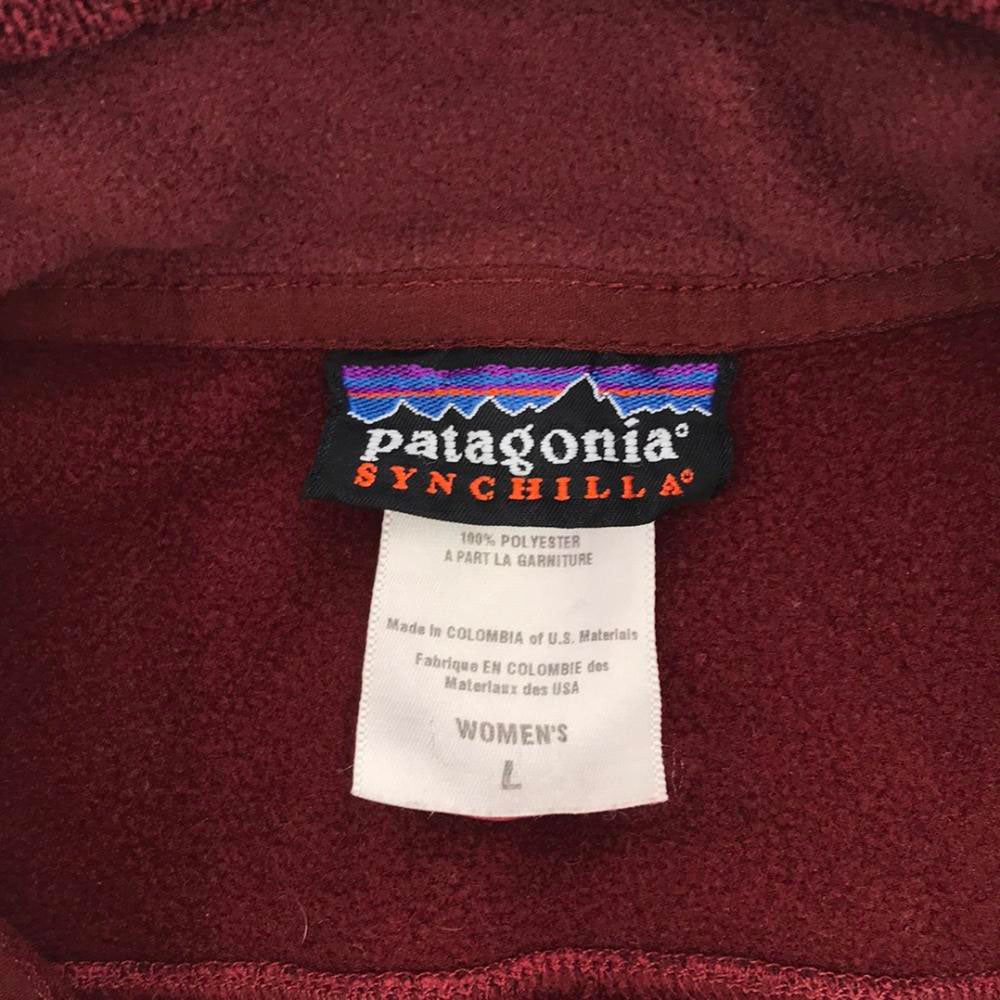 patagonia®
SYNCHILLA®
100% POLYESTER
A PART LA GARNITURE
Made in COLOMBIA of U.S. Materials
Fabrique EN COLOMBIE des
Materiaux des USA
WOMEN'S
L